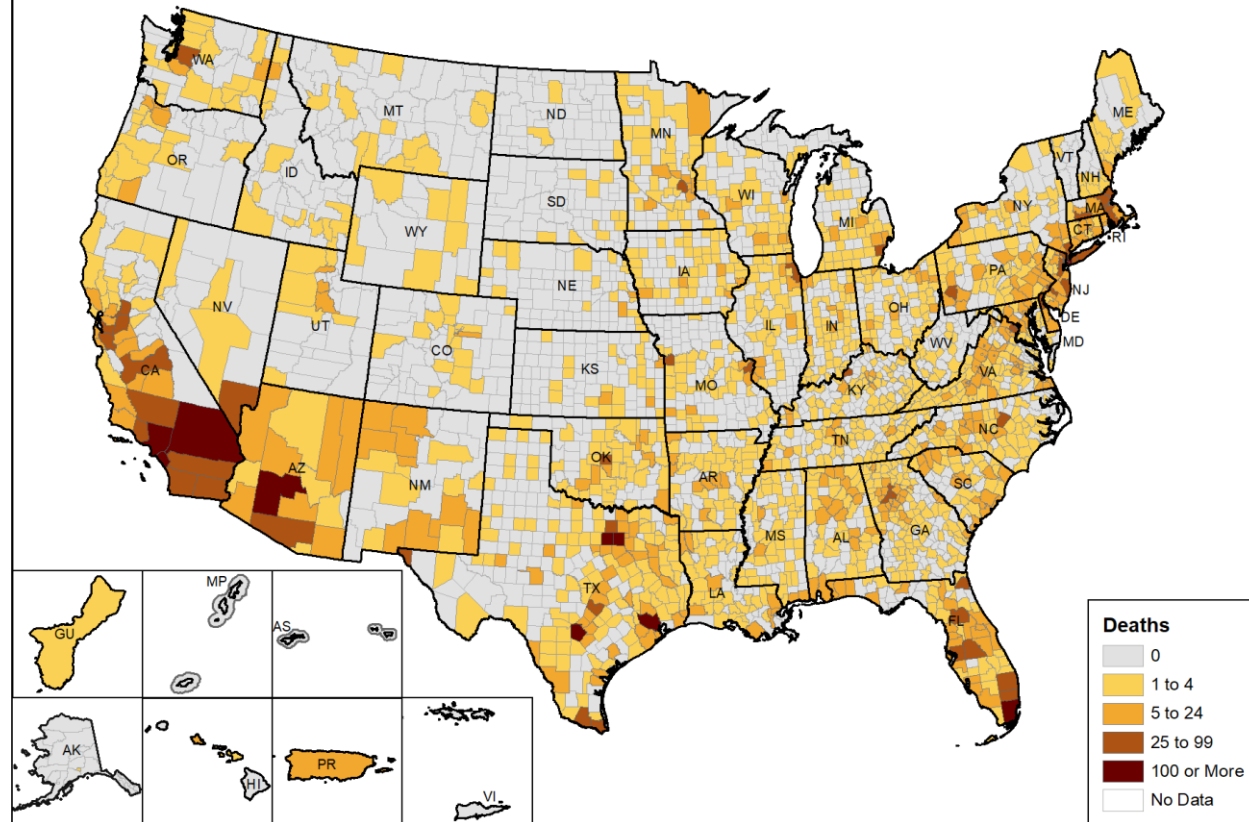 WA
MT
ND
MN
ME
OR
ID
SD
WI
VT
NH
NY
MA
MI
WY
CT
RI
IA
PA
NE
NJ
NV
OH
IL
IN
DE
UT
CO
WV
MD
CA
KS
MO
VA
KY
NC
TN
OK
AZ
NM
AR
SC
MS
AL
GA
TX
LA
FL
GU
MP
AS
AK
HI
PR
VI
Deaths
0
1 to 4
5 to 24
25 to 99
100 or More
No Data